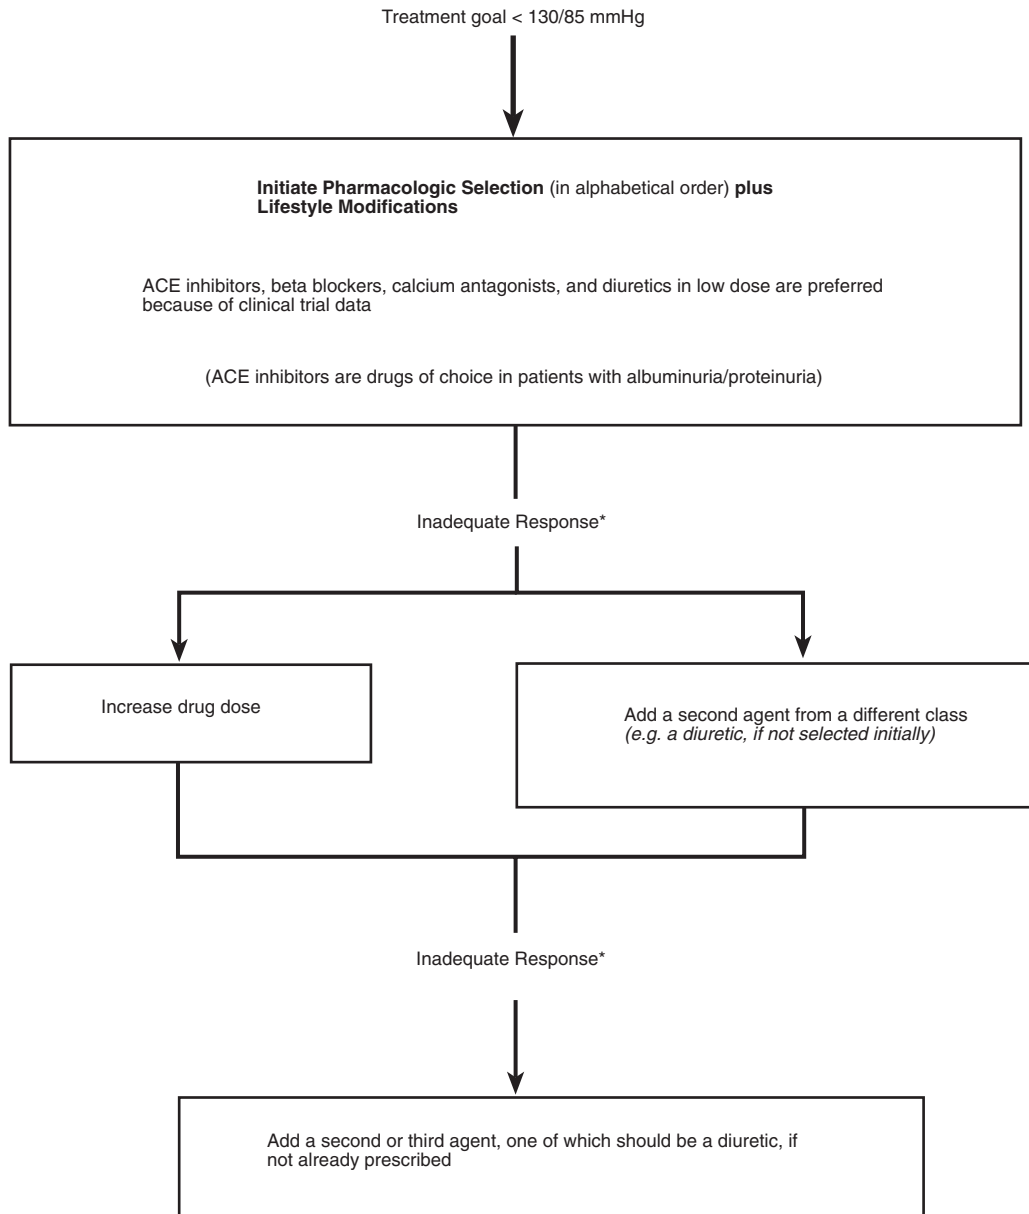 Treatment goal < 130/85 mmHg
Initiate Pharmacologic Selection (in alphabetical order) plus
Lifestyle Modifications
ACE inhibitors, beta blockers, calcium antagonists, and diuretics in low dose are preferred
because of clinical trial data
(ACE inhibitors are drugs of choice in patients with albuminuria/proteinuria)
Inadequate Response*
Increase drug dose
Add a second agent from a different class
(e.g. a diuretic, if not selected initially)
Inadequate Response*
Add a second or third agent, one of which should be a diuretic, if
not already prescribed